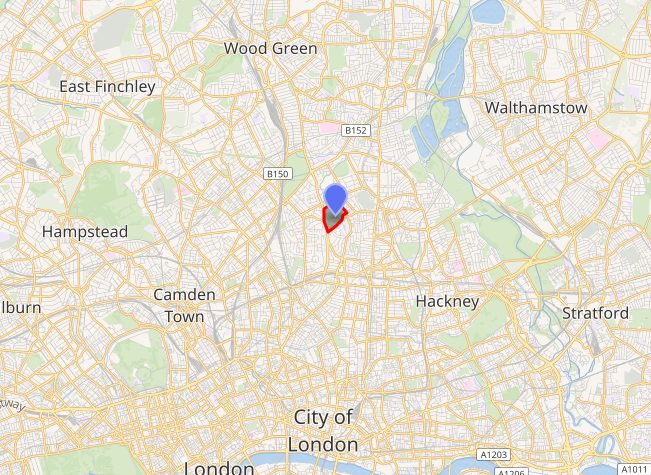 Wood Green
East Finchley
Walthamstow
B152
B150
Hampstead
Camden
Town
Hackney
lburn
Stratford
City of
London
London
A1203
A1206
A1011